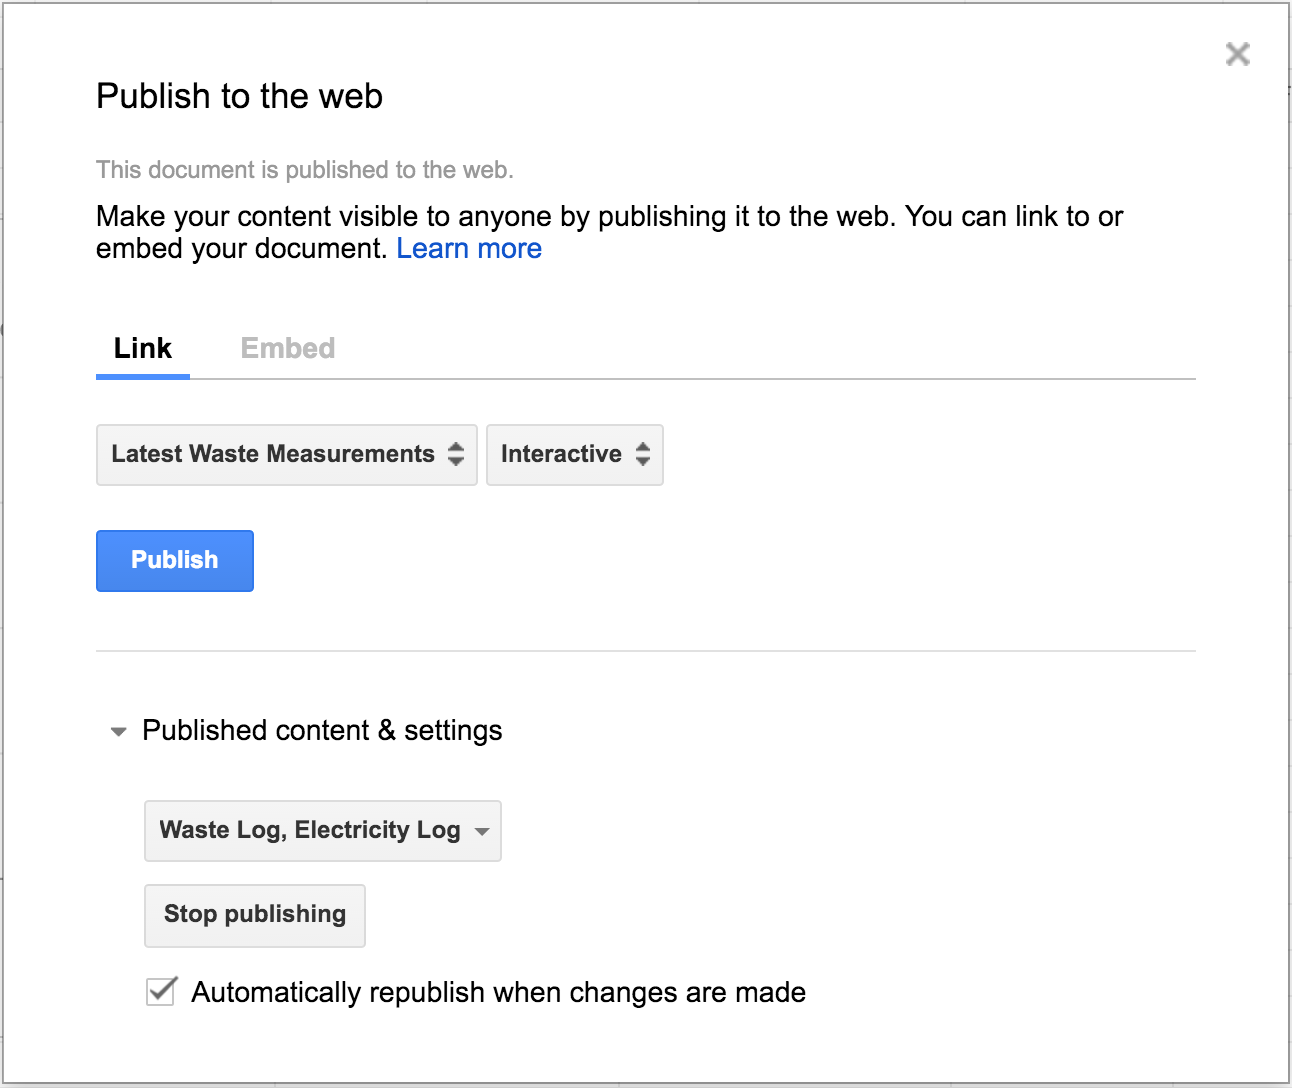 Publish to the web
This document is published to the web.
Make your content visible to anyone by publishing it to the web. You can link to or
embed your document. Learn more
Link Embed
Latest Waste Measurements Interactive
Publish
Published content & settings
Waste Log, Electricity Log
Stop publishing
Automatically republish when changes are made